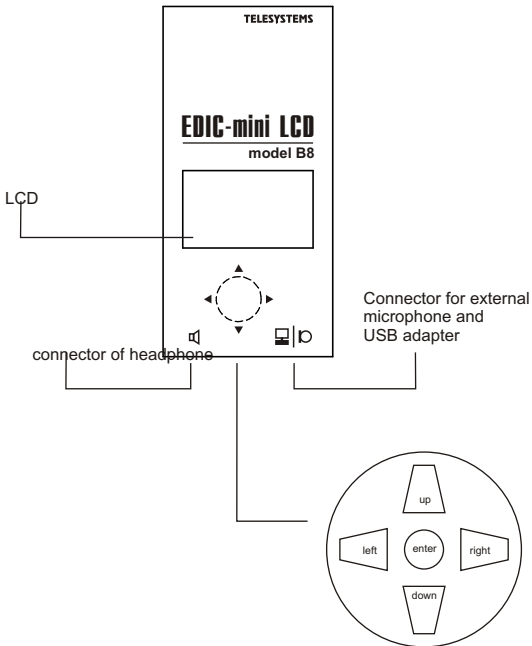 TELESYSTEMS
EDIC-mini LCD
model B8
LCD
Connector for external
microphone and
USB adapter
connector of headphone
up
left
enter
right
down